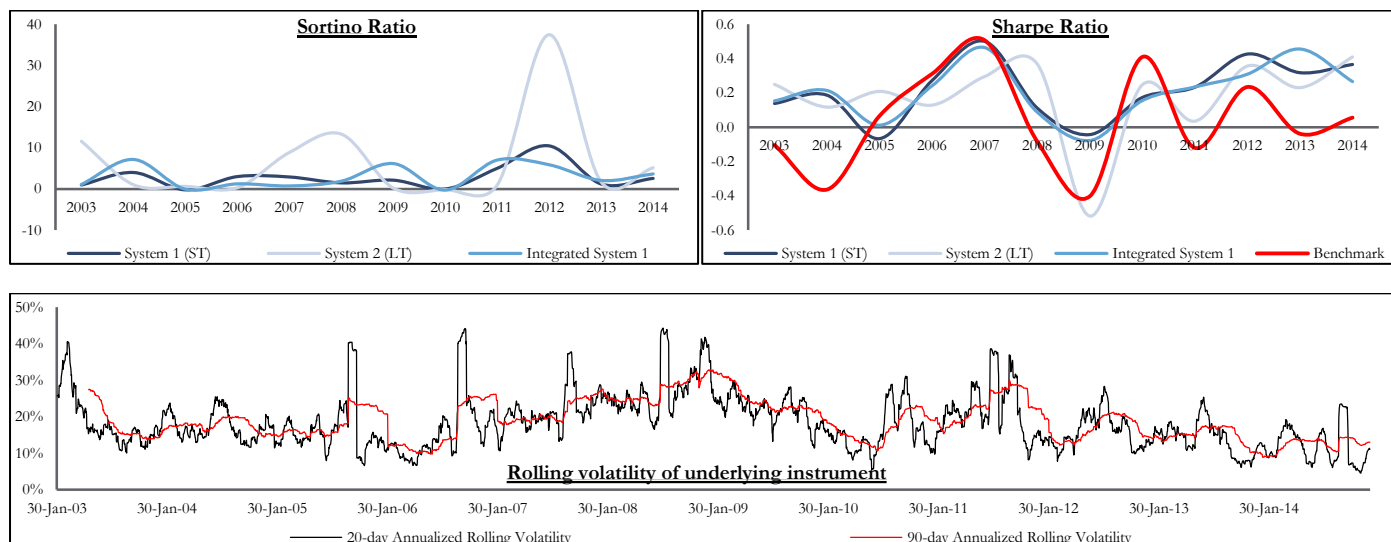 Sortino Ratio
40
30
20
10
0
-10
2003 2004 2005 2006 2007 2008 2009 2010 2011 2012 2013 2014
System 1 (ST) System 2 (LT) Integrated System 1
Sharpe Ratio
0.6
0.4
0.2
0.0
-0.2
-0.4
-0.6
2003 2004 2005 2006 2007 2008 2009 2010 2011 2012 2013 2014
System 1 (ST) System 2 (LT) Integrated System 1 Benchmark
50%
40%
30%
20%
10%
0%
Rolling volatility of underlying instrument
30-Jan-03 30-Jan-04 30-Jan-05 30-Jan-06 30-Jan-07 30-Jan-08 30-Jan-09 30-Jan-10 30-Jan-11 30-Jan-12 30-Jan-13 30-Jan-14
20-day Annualized Rolling Volatility 90-day Annualized Rolling Volatility